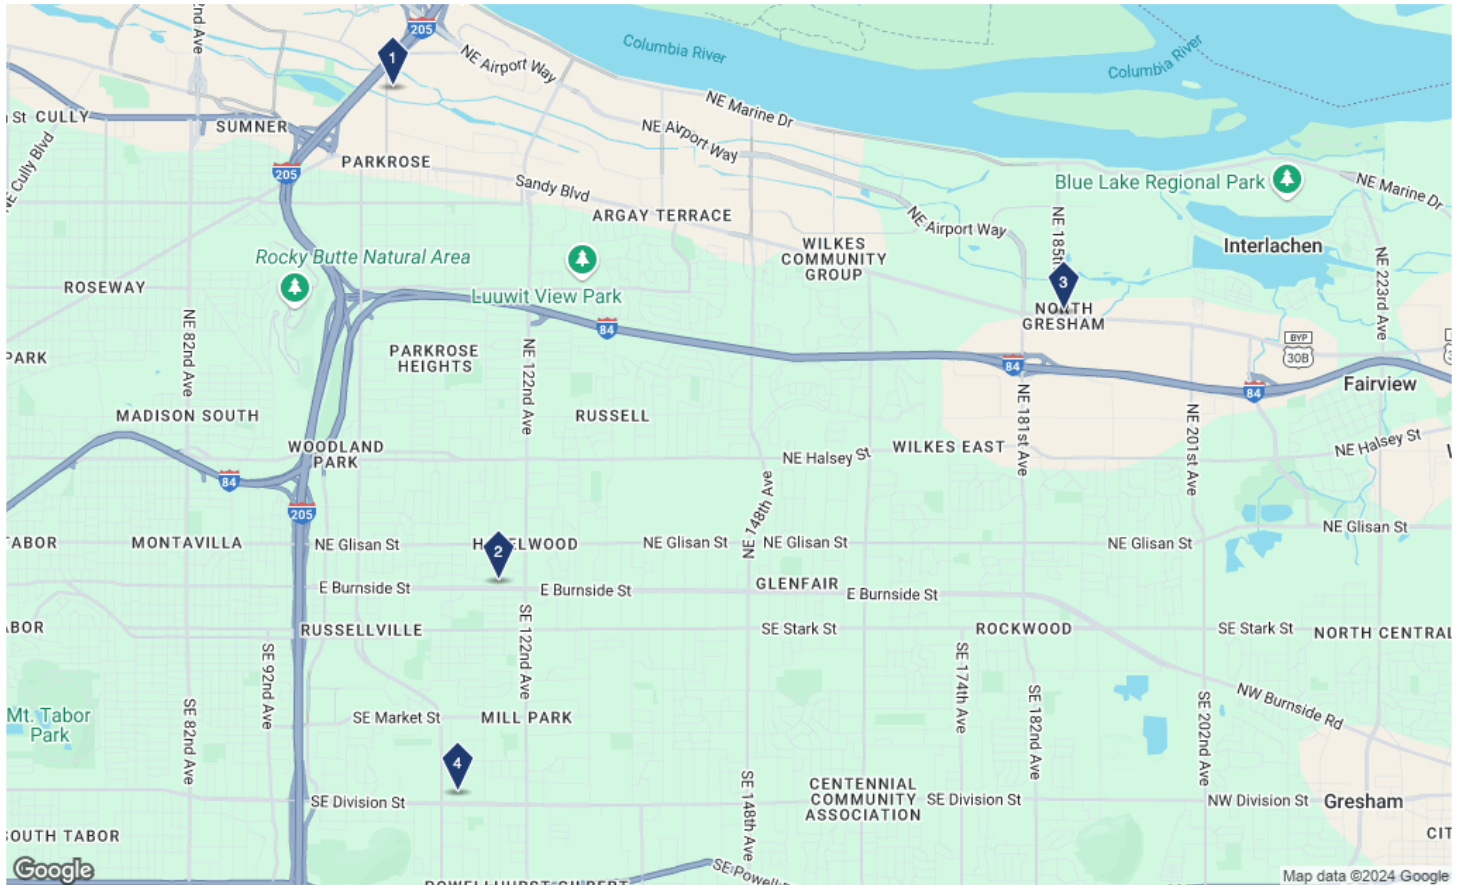 nd Ave
205
1
NE Airport Way
Columbia River
Columbia River
NE Marine Dr
n St
CULLY
SUMNER
NE Airport Way
NE Cully Blvd
PARKROSE
205
Sandy Blvd
Blue Lake Regional Park
NE Marine Dr
ARGAY TERRACE
NE Airport Way
NE 185th
WILKES
COMMUNITY
GROUP
Interlachen
Rocky Butte Natural Area
ROSEWAY
Luuwit View Park
3
NORTH
GRESHAM
NE 223rd Ave
84
NE 82nd Ave
PARK
PARKROSE
HEIGHTS
NE 122nd Ave
BYP
30B
84
84
Fairview
MADISON SOUTH
RUSSELL
NE 181st Ave
NE 201st Ave
WOODLAND
PARK
WILKES EAST
NE Halsey St
NE Halsey St
84
205
NE 148th Ave
NE Glisan St
TABOR
MONTAVILLA
NE Glisan St
2
NE Glisan St
NE Glisan St
NE Glisan St
E Burnside St
E Burnside St
GLENFAIR
E Burnside St
ABOR
RUSSELLVILLE
SE Stark St
ROCKWOOD
SE Stark St
NORTH CENTRAL
SE 92nd Ave
SE 122nd Ave
SE 174th Ave
SE 182nd Ave
SE 202nd Ave
NW Burnside Rd
Mt. Tabor
Park
SE 82nd Ave
SE Market St
MILL PARK
4
SE 148th Ave
CENTENNIAL
COMMUNITY
ASSOCIATION
SE Division St
SE Division St
NW Division St
Gresham
SOUTH TABOR
CIT
SE Powell
Google
Map data ©2024 Google